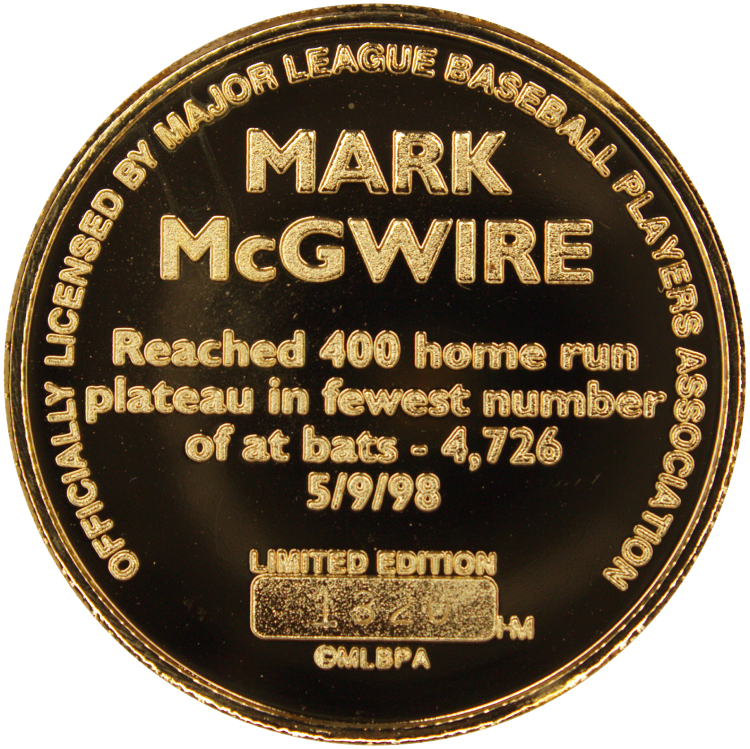 OFFICIALLY LICENSED BY MAJOR LEAGUE BASEBALL PLAYERS ASSOCIATION
MARK
McGWIRE
Reached 400 home run
plateau in fewest number
of at bats - 4,726
5/9/98
LIMITED EDITION
HM
©MLBPA